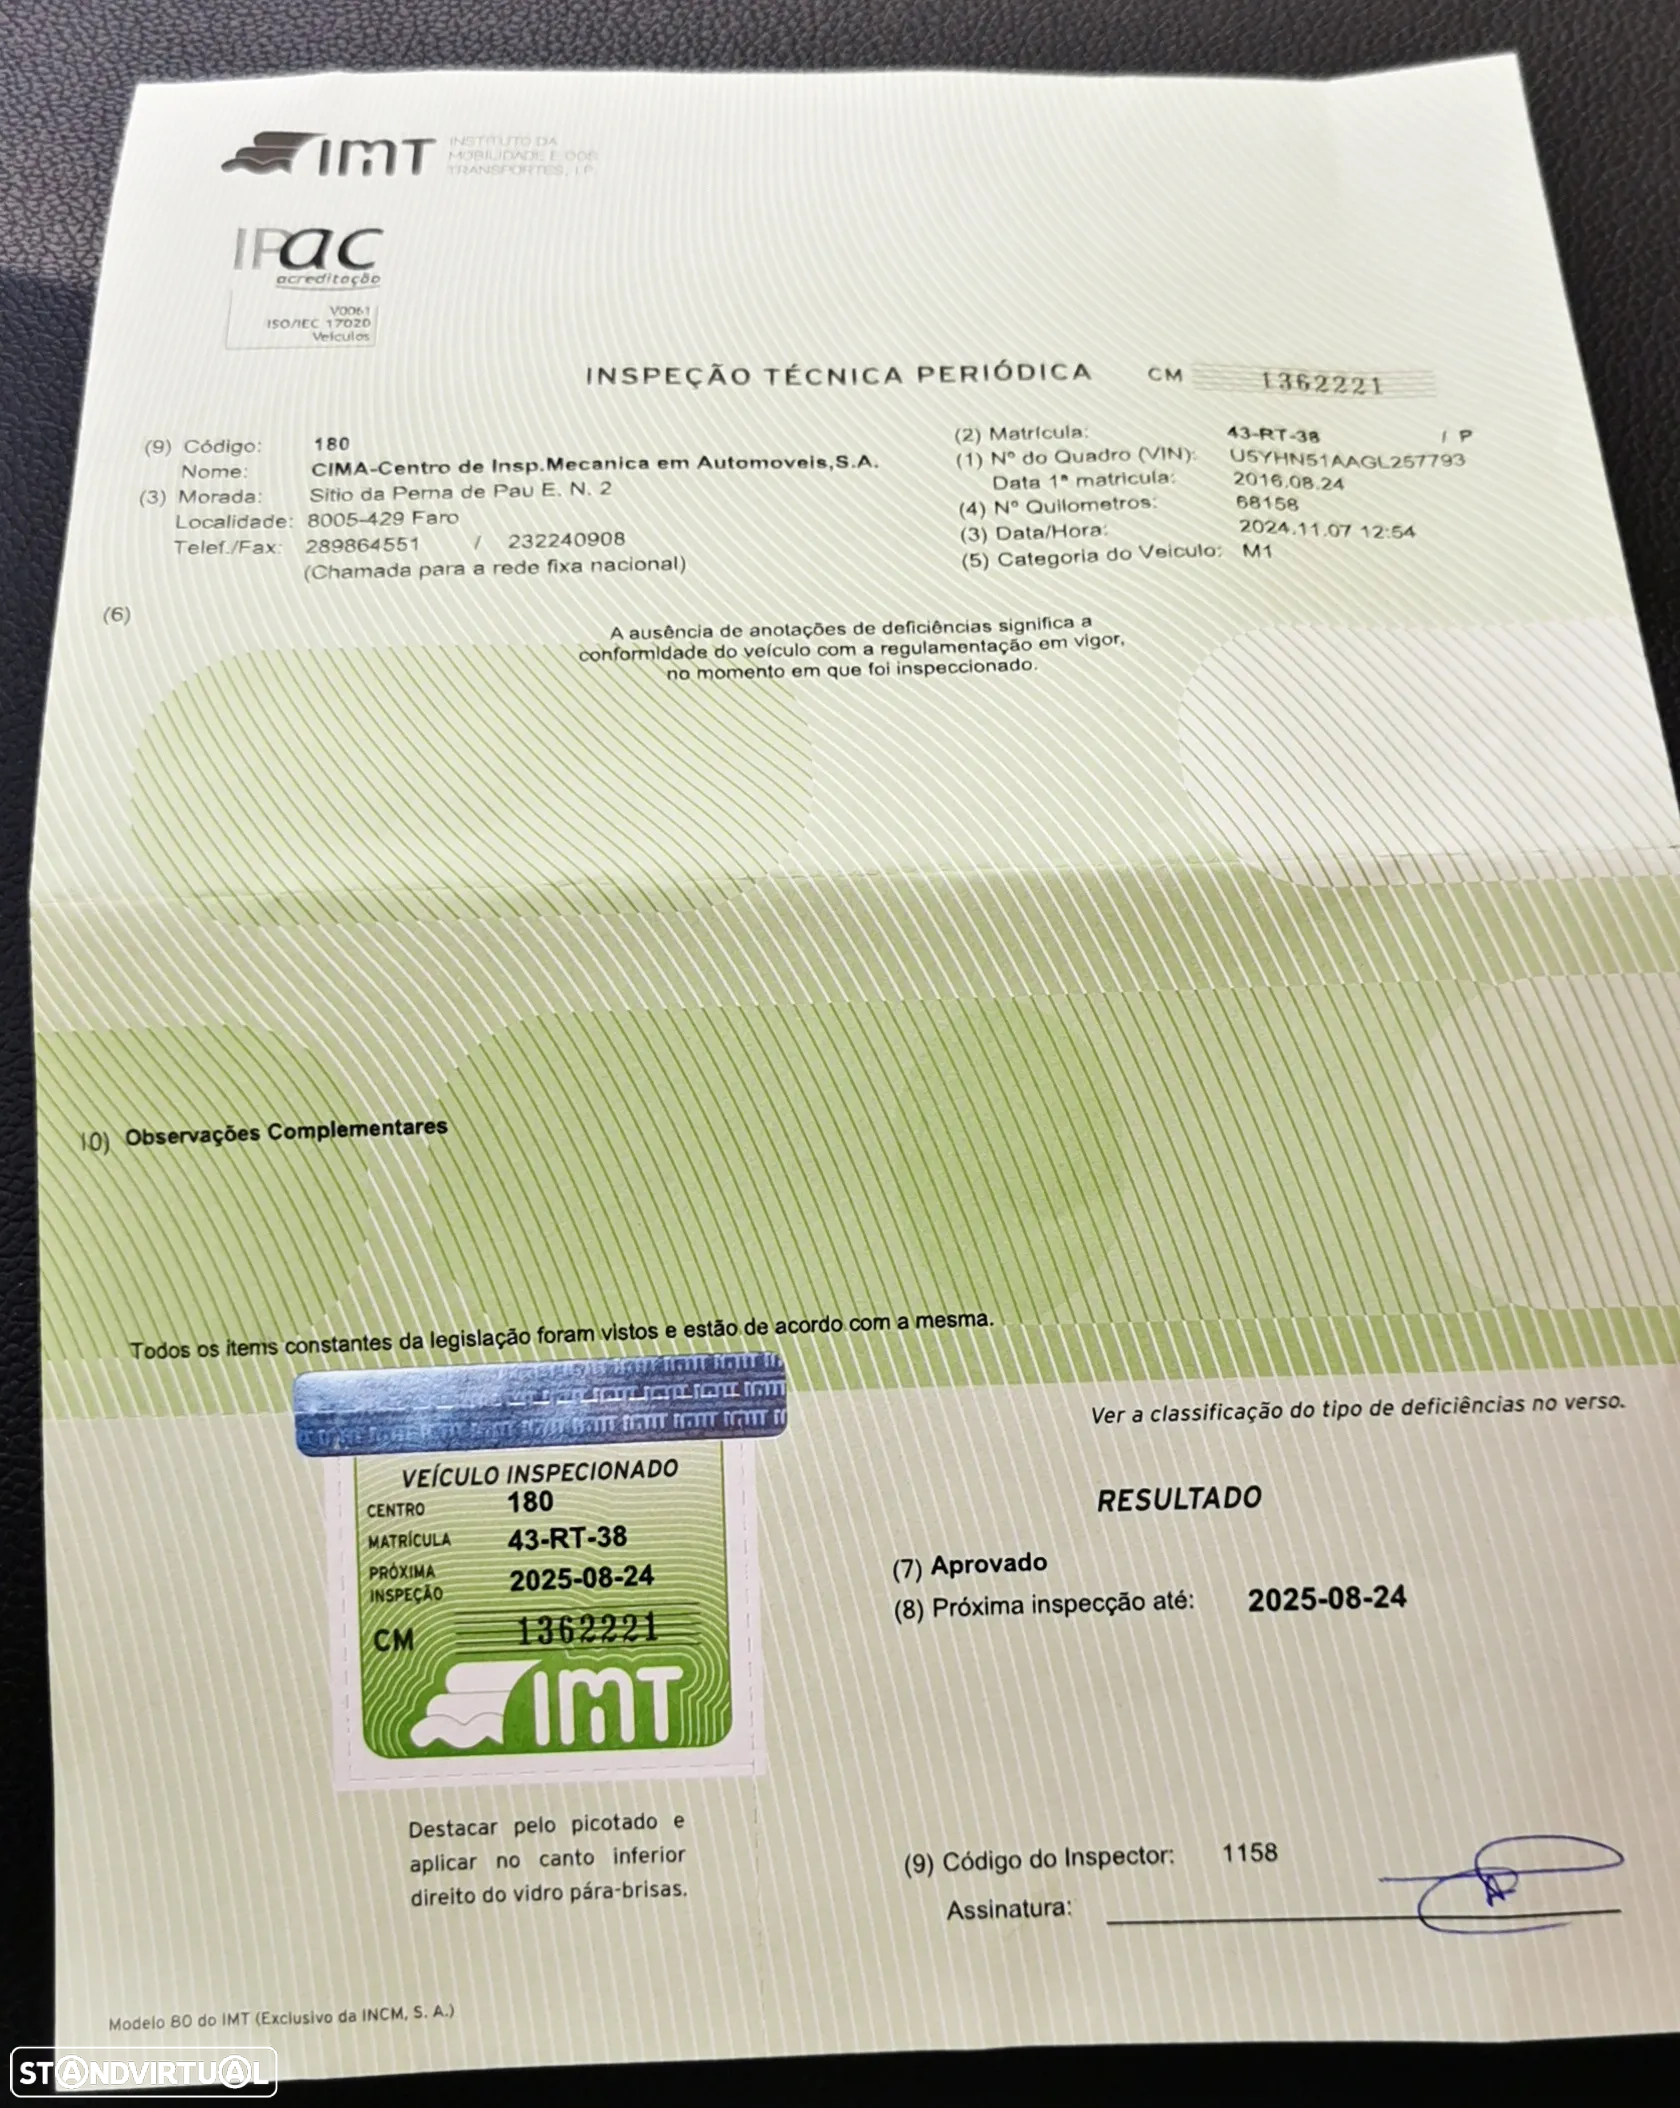 IMT INSTITUTO DA
MOBILIDADE E DOS
TRANSPORTES, I.P.
IPAC
acreditação
V0061
ISO/IEC 17020
Veículos
INSPEÇÃO TÉCNICA PERIÓDICA CM 1362221
(9) Código: 180
Nome: CIMA-Centro de Insp.Mecanica em Automoveis,S.A.
(3) Morada: Sitio da Perna de Pau E. N. 2
Localidade: 8005-429 Faro
Telef./Fax: 289864551 / 232240908
(Chamada para a rede fixa nacional)
(2) Matrícula: 43-RT-38 / P
(1) Nº do Quadro (VIN): U5YHN51AAGL257793
Data 1ª matricula: 2016.08.24
(4) Nº Quilometros: 68158
(3) Data/Hora: 2024.11.07 12:54
(5) Categoria do Veiculo: M1
(6)
A ausência de anotações de deficiências significa a
conformidade do veículo com a regulamentação em vigor,
no momento em que foi inspeccionado.
10) Observações Complementares
Todos os items constantes da legislação foram vistos e estão de acordo com a mesma.
VEÍCULO INSPECIONADO
CENTRO 180
MATRÍCULA 43-RT-38
PRÓXIMA
INSPEÇÃO 2025-08-24
CM 1362221
IMT
Destacar pelo picotado e
aplicar no canto inferior
direito do vidro pára-brisas.
Ver a classificação do tipo de deficiências no verso.
RESULTADO
(7) Aprovado
(8) Próxima inspecção até: 2025-08-24
(9) Código do Inspector: 1158
Assinatura:
Modelo 80 do IMT (Exclusivo da INCM, S. A.)
STANDVIRTUAL